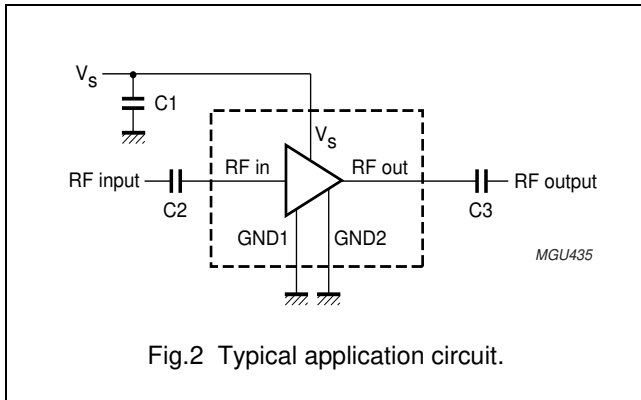 V_S
C1
V_S
RF input
RF in
RF out
RF output
C2
C3
GND1
GND2
MGU435
Fig.2 Typical application circuit.